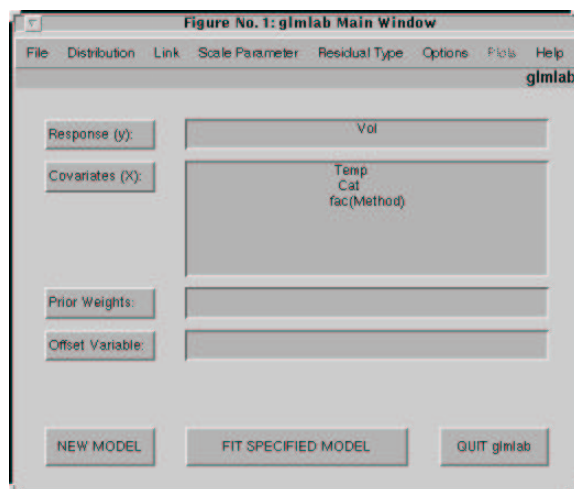 Figure No. 1: glmlab Main Window
File Distribution Link Scale Parameter Residual Type Options Plots Help
glmlab
Response (y): Vol
Covariates (X): Temp
Cat
fac(Method)
Prior Weights:
Offset Variable:
NEW MODEL FIT SPECIFIED MODEL QUIT glmlab